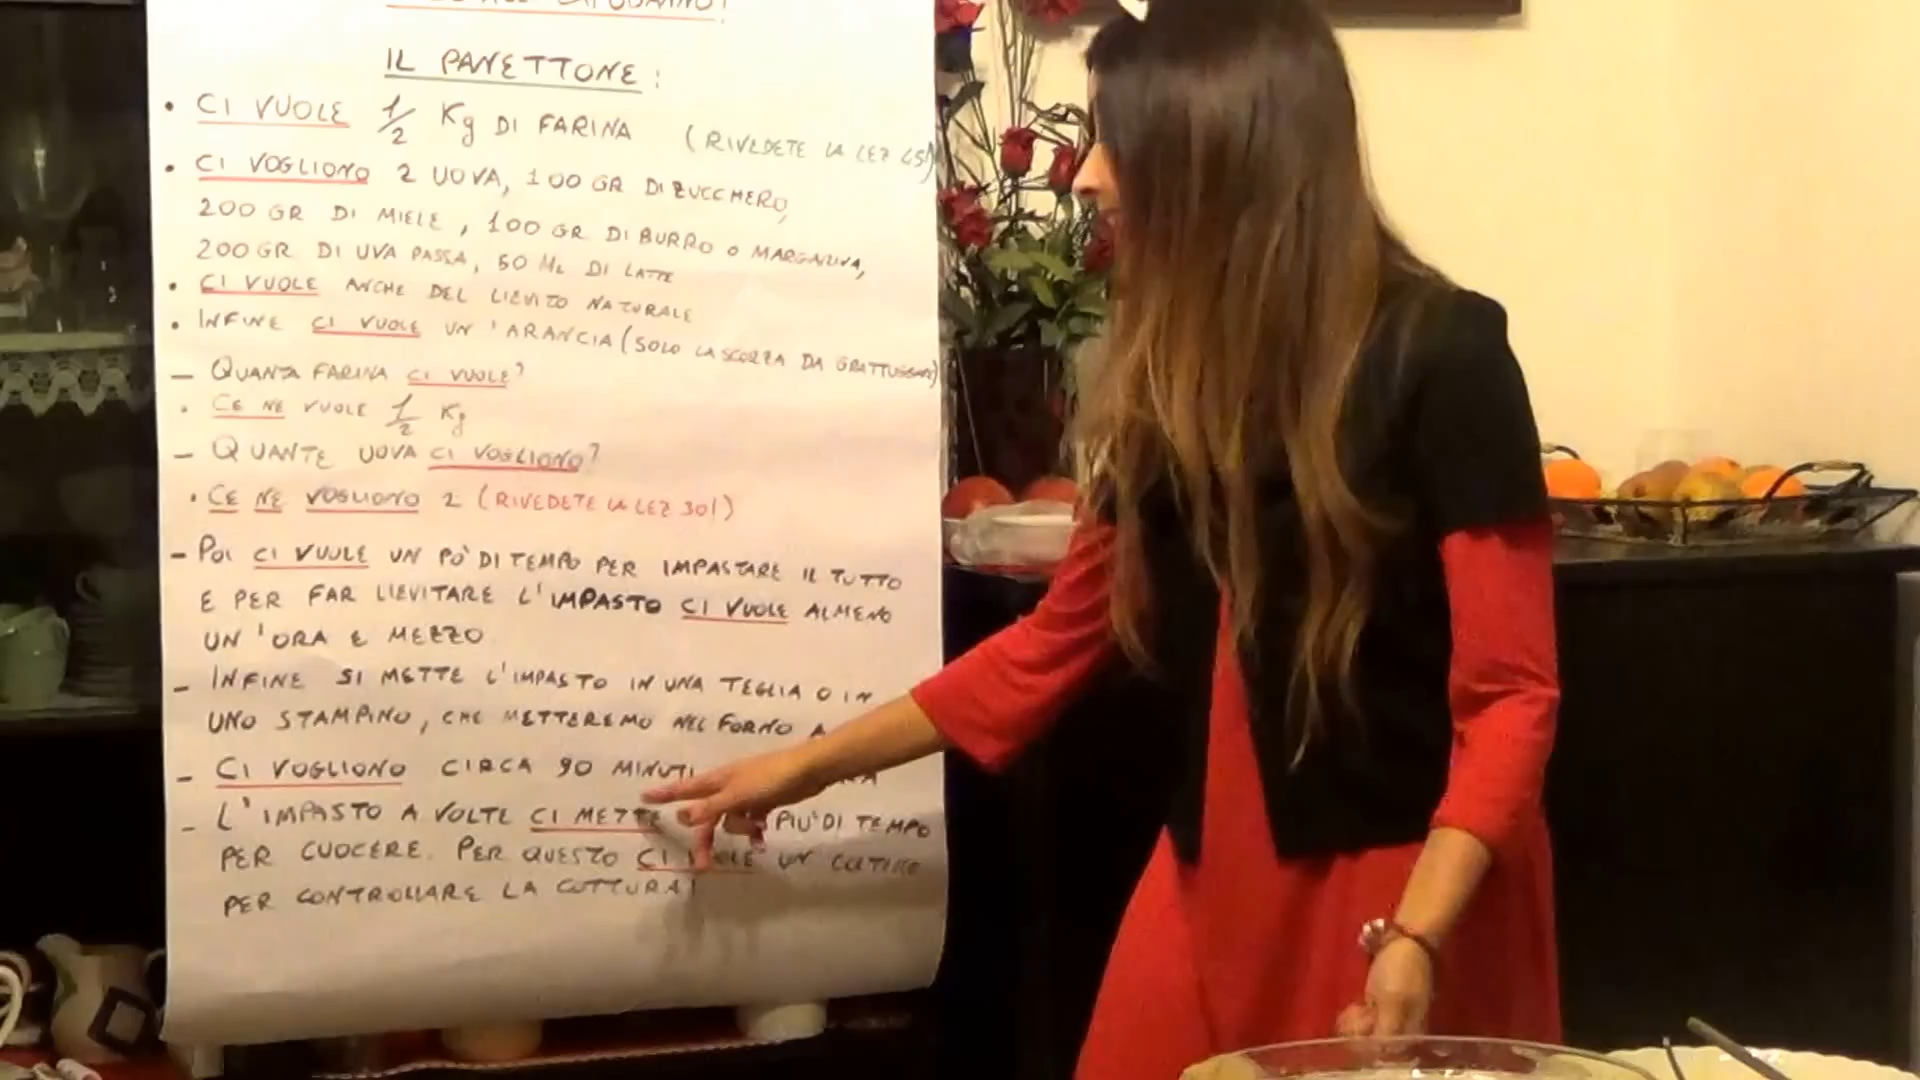 IL PANETTONE:
• CI VUOLE 1/2 Kg DI FARINA (RIVEDETE LA LEZ 45!)
• CI VOGLIONO 2 UOVA, 100 GR DI ZUCCHERO,
200 GR DI MIELE, 100 GR DI BURRO O MARGARINA,
200 GR DI UVA PASSA, 50 ML DI LATTE
• CI VUOLE ANCHE DEL LIEVITO NATURALE
• INFINE CI VUOLE UN'ARANCIA (SOLO LA SCORZA DA GRATTUGGIARE)
— QUANTA FARINA CI VUOLE?
• CE NE VUOLE 1/2 Kg
— QUANTE UOVA CI VOGLIONO?
• CE NE VOGLIONO 2 (RIVEDETE LA LEZ 30!)
— POI CI VUOLE UN PO' DI TEMPO PER IMPASTARE IL TUTTO
E PER FAR LIEVITARE L'IMPASTO CI VUOLE ALMENO
UN'ORA E MEZZO
— INFINE SI METTE L'IMPASTO IN UNA TEGLIA O IN
UNO STAMPINO, CHE METTEREMO NEL FORNO A
— CI VOGLIONO CIRCA 90 MINUTI
— L'IMPASTO A VOLTE CI METTE PIU' DI TEMPO
PER CUOCERE. PER QUESTO CI VUOLE UN
PER CONTROLLARE LA COTTURA!